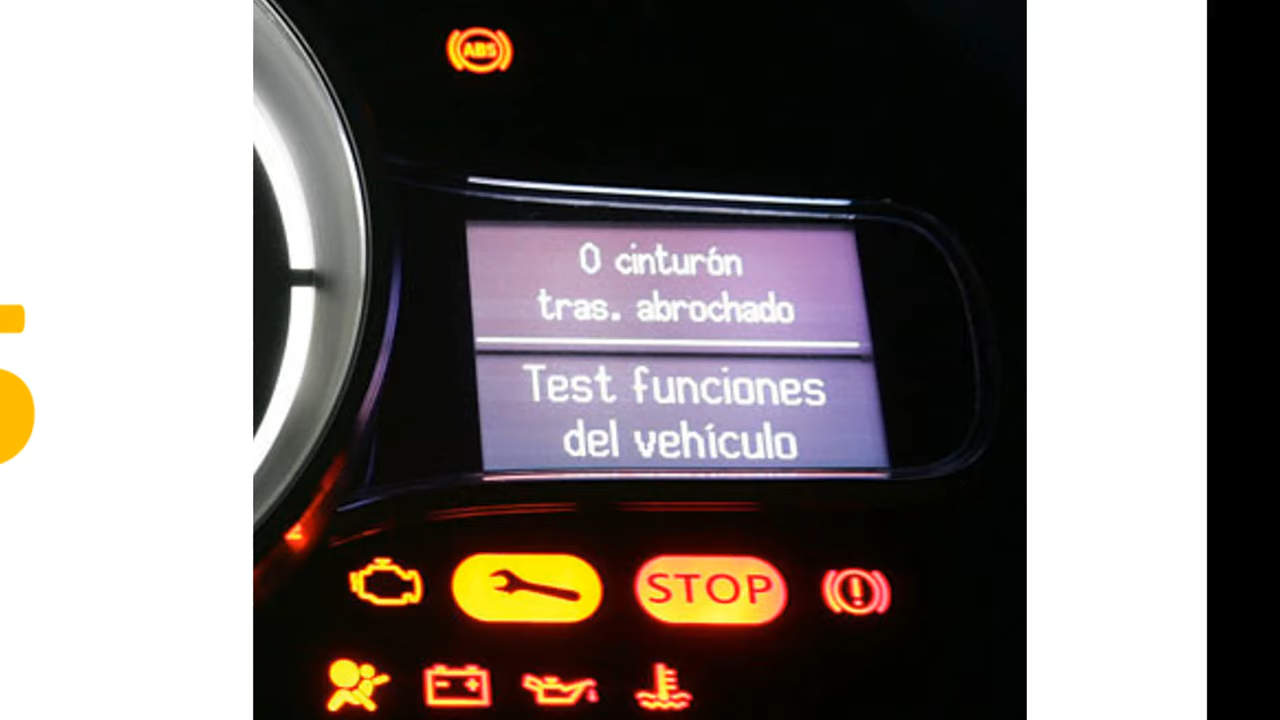 ABS
0 cinturón
tras. abrochado
Test funciones
del vehículo
STOP